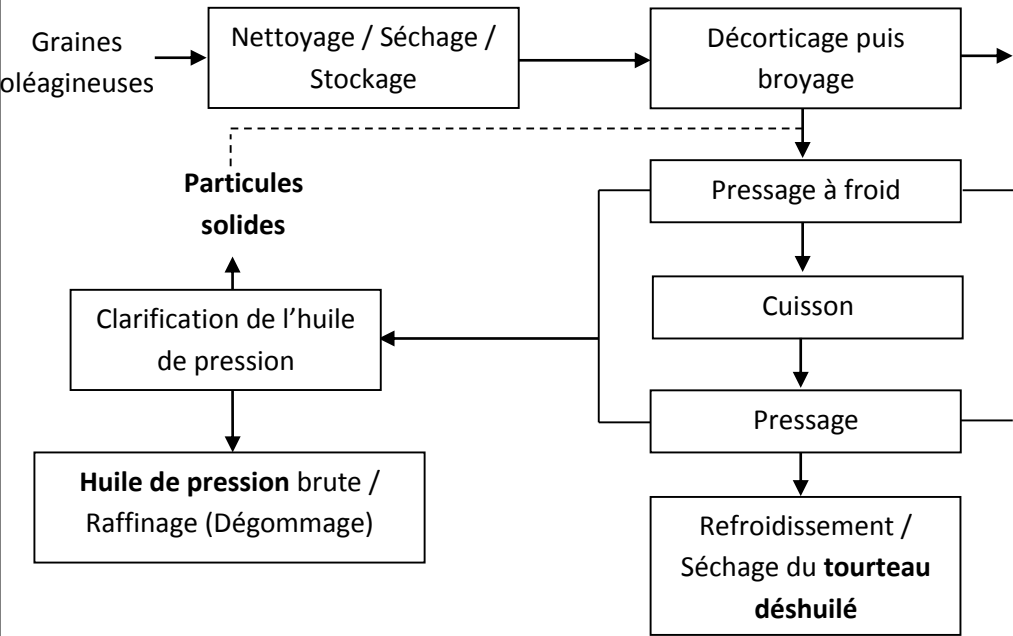 Graines
oléagineuses
Nettoyage / Séchage /
Stockage
Décorticage puis
broyage
Particules
solides
Pressage à froid
Clarification de l’huile
de pression
Cuisson
Pressage
Huile de pression brute /
Raffinage (Dégommage)
Refroidissement /
Séchage du tourteau
déshuilé